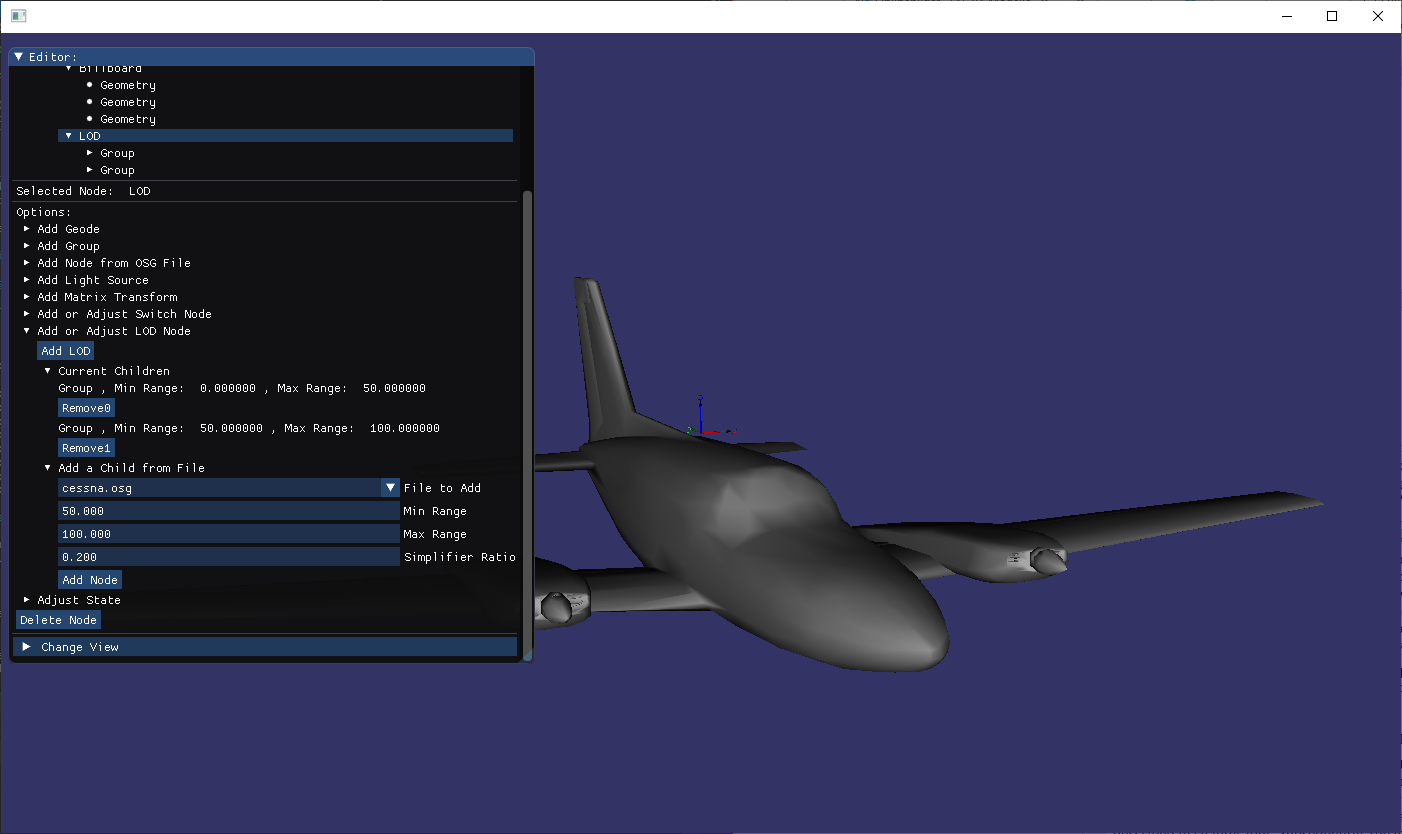 Editor:
Billboard
Geometry
Geometry
Geometry
LOD
Group
Group
Selected Node: LOD
Options:
Add Geode
Add Group
Add Node from OSG File
Add Light Source
Add Matrix Transform
Add or Adjust Switch Node
Add or Adjust LOD Node
Add LOD
Current Children
Group , Min Range: 0.000000 , Max Range: 50.000000
Remove0
Group , Min Range: 50.000000 , Max Range: 100.000000
Remove1
Add a Child from File
cessna.osg File to Add
50.000 Min Range
100.000 Max Range
0.200 Simplifier Ratio
Add Node
Adjust State
Delete Node
Change View